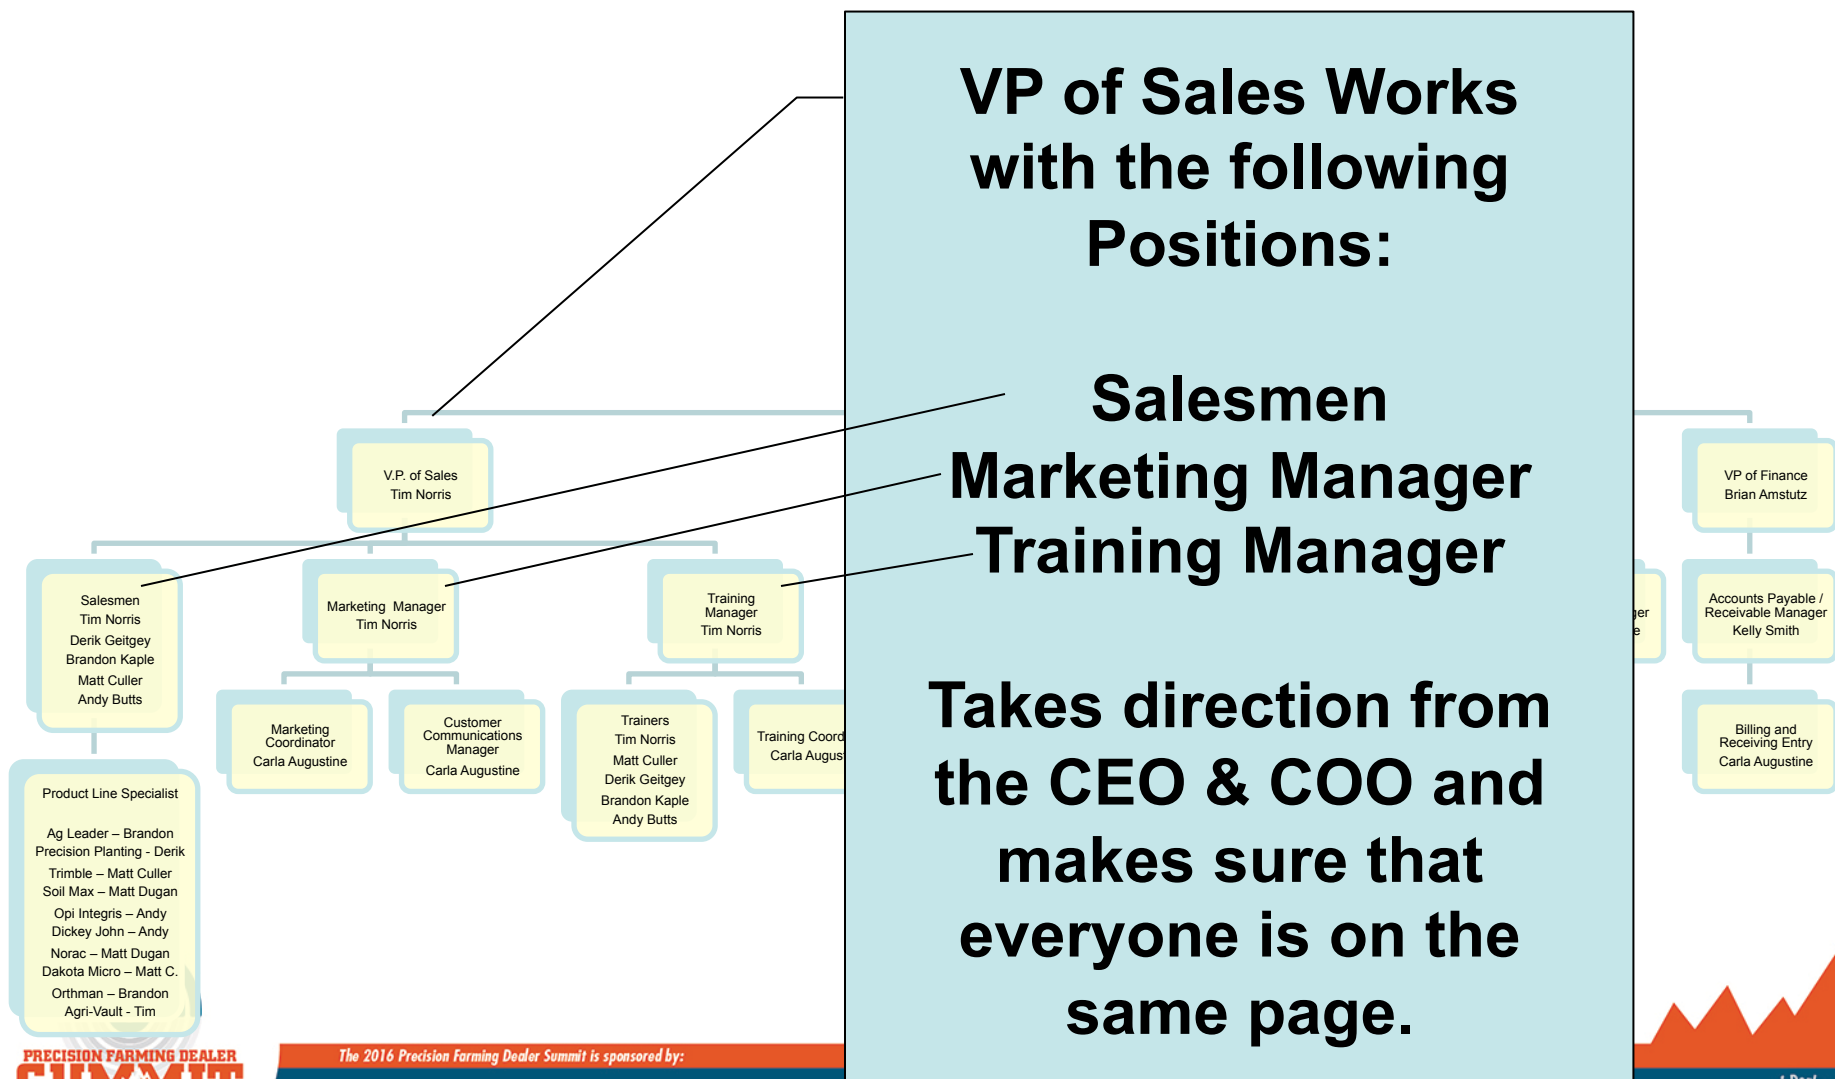 VP of Sales Works
with the following
Positions:
Salesmen
Marketing Manager
Training Manager
Takes direction from
the CEO & COO and
makes sure that
everyone is on the
same page.
V.P. of Sales
Tim Norris
VP of Finance
Brian Amstutz
Salesmen
Tim Norris
Derik Geitgey
Brandon Kaple
Matt Culler
Andy Butts
Marketing Manager
Tim Norris
Training
Manager
Tim Norris
Accounts Payable /
Receivable Manager
Kelly Smith
Marketing
Coordinator
Carla Augustine
Customer
Communications
Manager
Carla Augustine
Trainers
Tim Norris
Matt Culler
Derik Geitgey
Brandon Kaple
Andy Butts
Training
Carla
Billing and
Receiving Entry
Carla Augustine
Product Line Specialist
Ag Leader – Brandon
Precision Planting - Derik
Trimble – Matt Culler
Soil Max – Matt Dugan
Opi Integris – Andy
Dickey John – Andy
Norac – Matt Dugan
Dakota Micro – Matt C.
Orthman – Brandon
Agri-Vault - Tim
PRECISION FARMING DEALER
SUMMIT
The 2016 Precision Farming Dealer Summit is sponsored by: